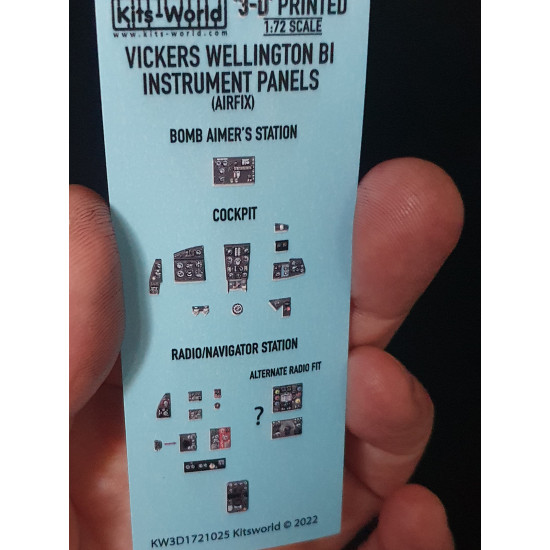 Kits-World
www.kits-world.com
"3-D" PRINTED
1:72 SCALE
VICKERS WELLINGTON BI
INSTRUMENT PANELS
(AIRFIX)
BOMB AIMER'S STATION
COCKPIT
RADIO/NAVIGATOR STATION
ALTERNATE RADIO FIT
?
KW3D1721025 Kitsworld © 2022